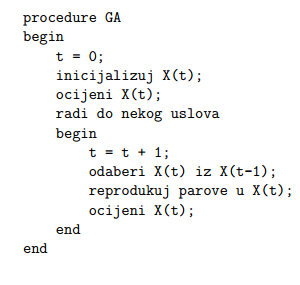 procedure GA
begin
t = 0;
inicijalizuj X(t);
ocijeni X(t);
radi do nekog uslova
begin
t = t + 1;
odaberi X(t) iz X(t-1);
reprodukuj parove u X(t);
ocijeni X(t);
end
end